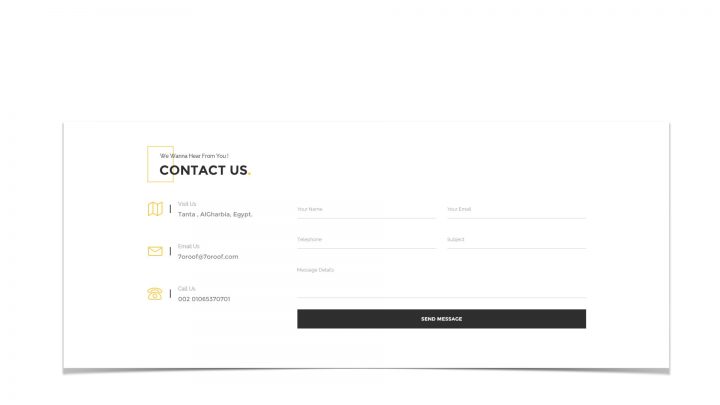 We Wanna Hear From You !
CONTACT US.
Visit Us
Tanta , AlGharbia, Egypt.
Email Us
7oroof@7oroof.com
Call Us
002 01065370701
Your Name
Your Email
Telephone
Subject
Message Details
SEND MESSAGE